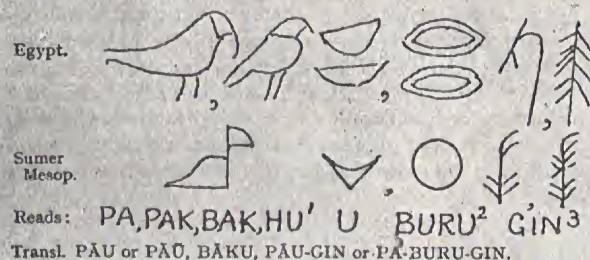 Egypt.
Sumer
Mesop.
Reads: PA, PAK, BAK, HU' U BURU² GIN³
Transl. PĀU or PĀŪ, BĀKU, PĀU-GIN or PĀ-BURU-GIN.